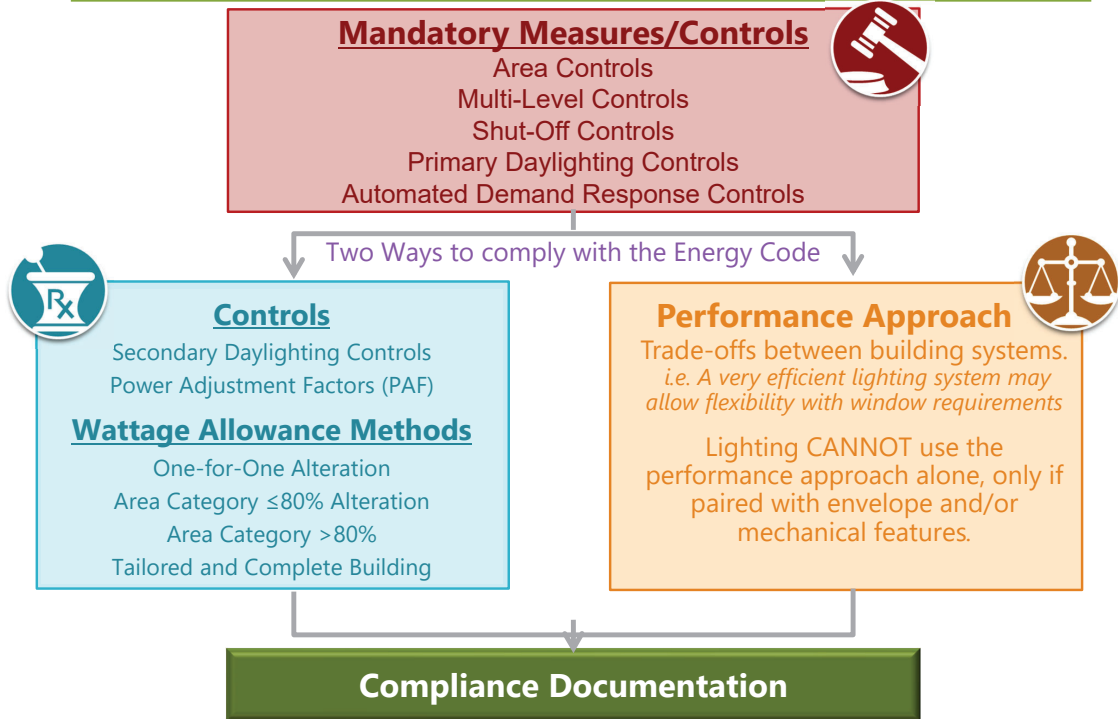 Mandatory Measures/Controls
Area Controls
Multi-Level Controls
Shut-Off Controls
Primary Daylighting Controls
Automated Demand Response Controls
Two Ways to comply with the Energy Code
Rx
Controls
Secondary Daylighting Controls
Power Adjustment Factors (PAF)
Wattage Allowance Methods
One-for-One Alteration
Area Category ≤80% Alteration
Area Category >80%
Tailored and Complete Building
Performance Approach
Trade-offs between building systems.
i.e. A very efficient lighting system may
allow flexibility with window requirements
Lighting CANNOT use the
performance approach alone, only if
paired with envelope and/or
mechanical features.
Compliance Documentation